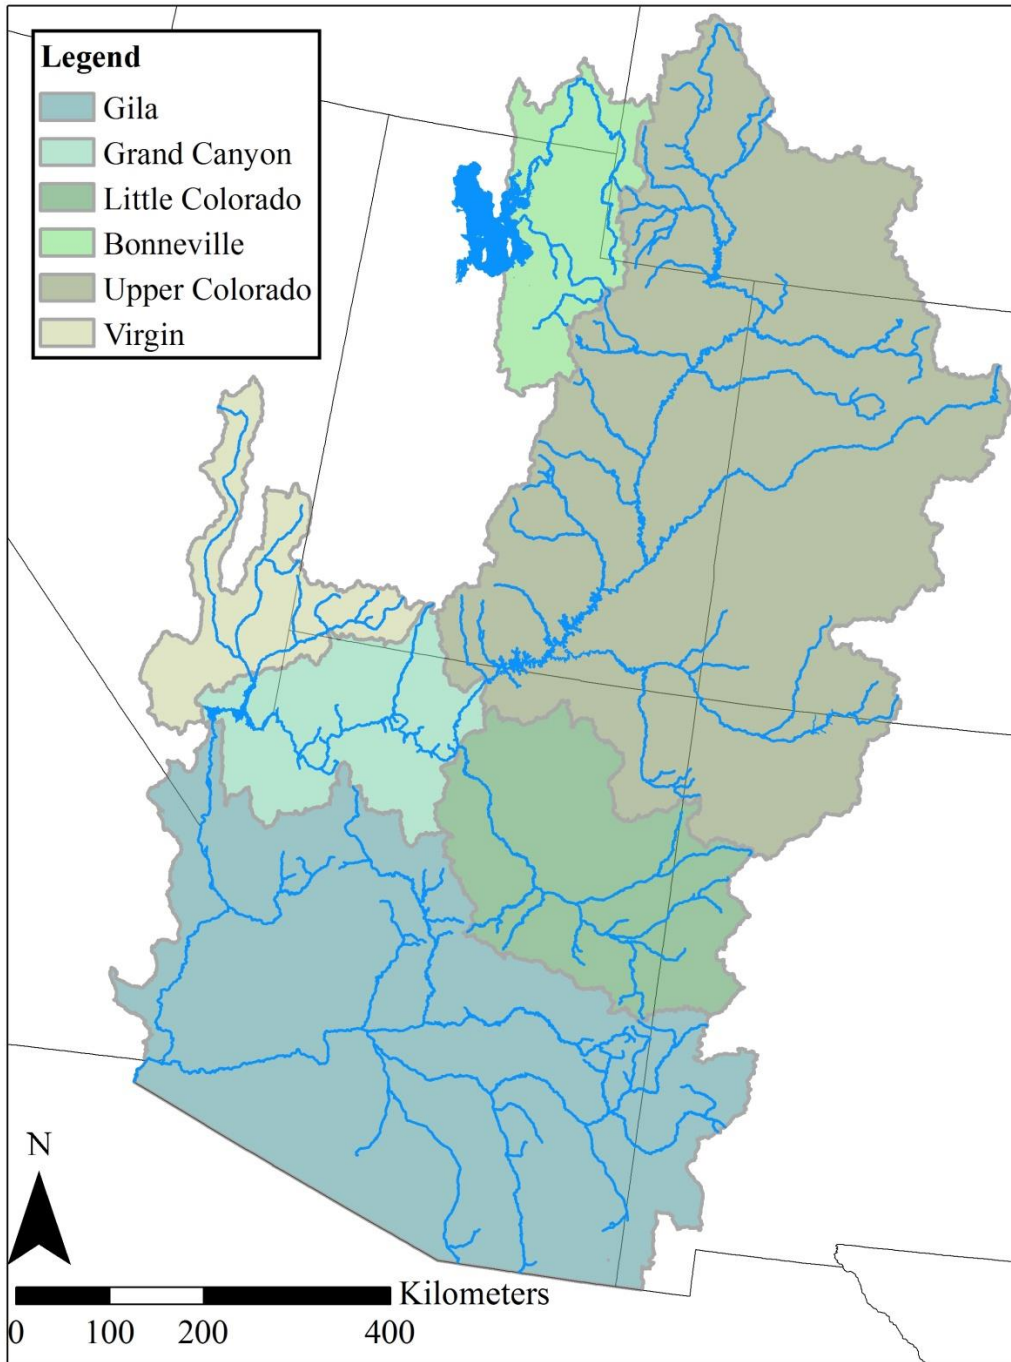 Legend
Gila
Grand Canyon
Little Colorado
Bonneville
Upper Colorado
Virgin
N
Kilometers
0 100 200 400